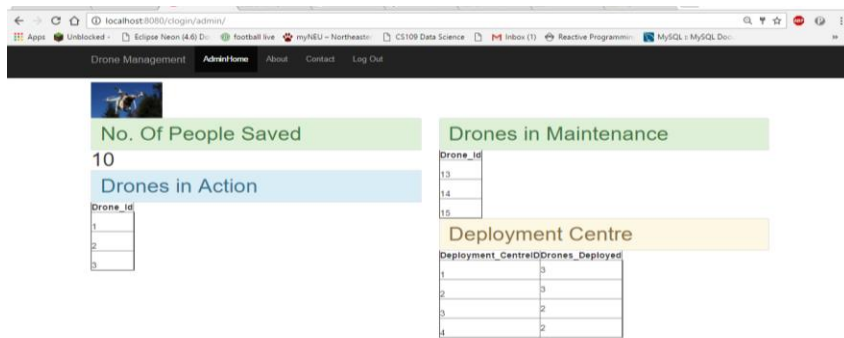 localhost:8080/clogin/admin/
Apps Unblocked - Eclipse Neon (4.6) Do football live myNEU – Northeaste CS109 Data Science Inbox (1) Reactive Programmin MySQL :: MySQL Doc
Drone Management AdminHome About Contact Log Out
No. Of People Saved
10
Drones in Action
Drone_Id
1
2
3
Drones in Maintenance
Drone_Id
13
14
15
Deployment Centre
Deployment_CentreID Drones_Deployed
1 3
2 3
3 2
4 2